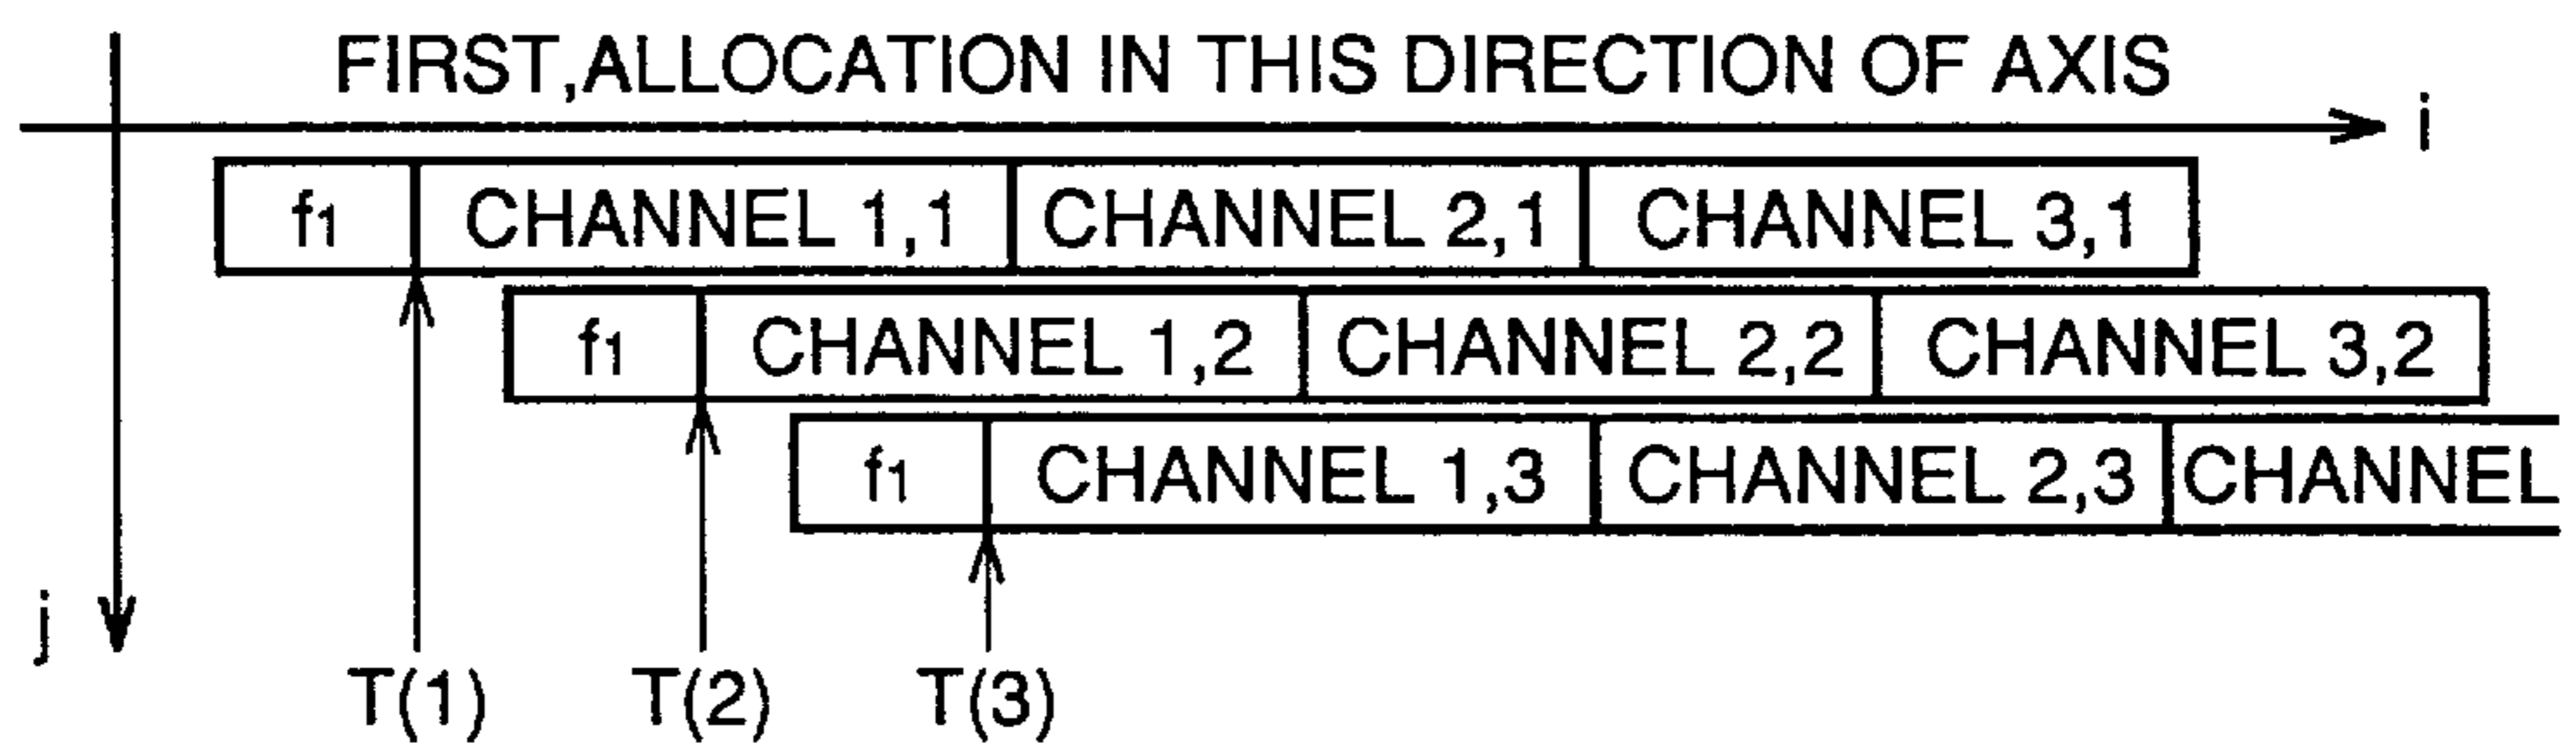 FIRST,ALLOCATION IN THIS DIRECTION OF AXIS
i
f1 CHANNEL 1,1 CHANNEL 2,1 CHANNEL 3,1
f1 CHANNEL 1,2 CHANNEL 2,2 CHANNEL 3,2
f1 CHANNEL 1,3 CHANNEL 2,3 CHANNEL
j
T(1) T(2) T(3)